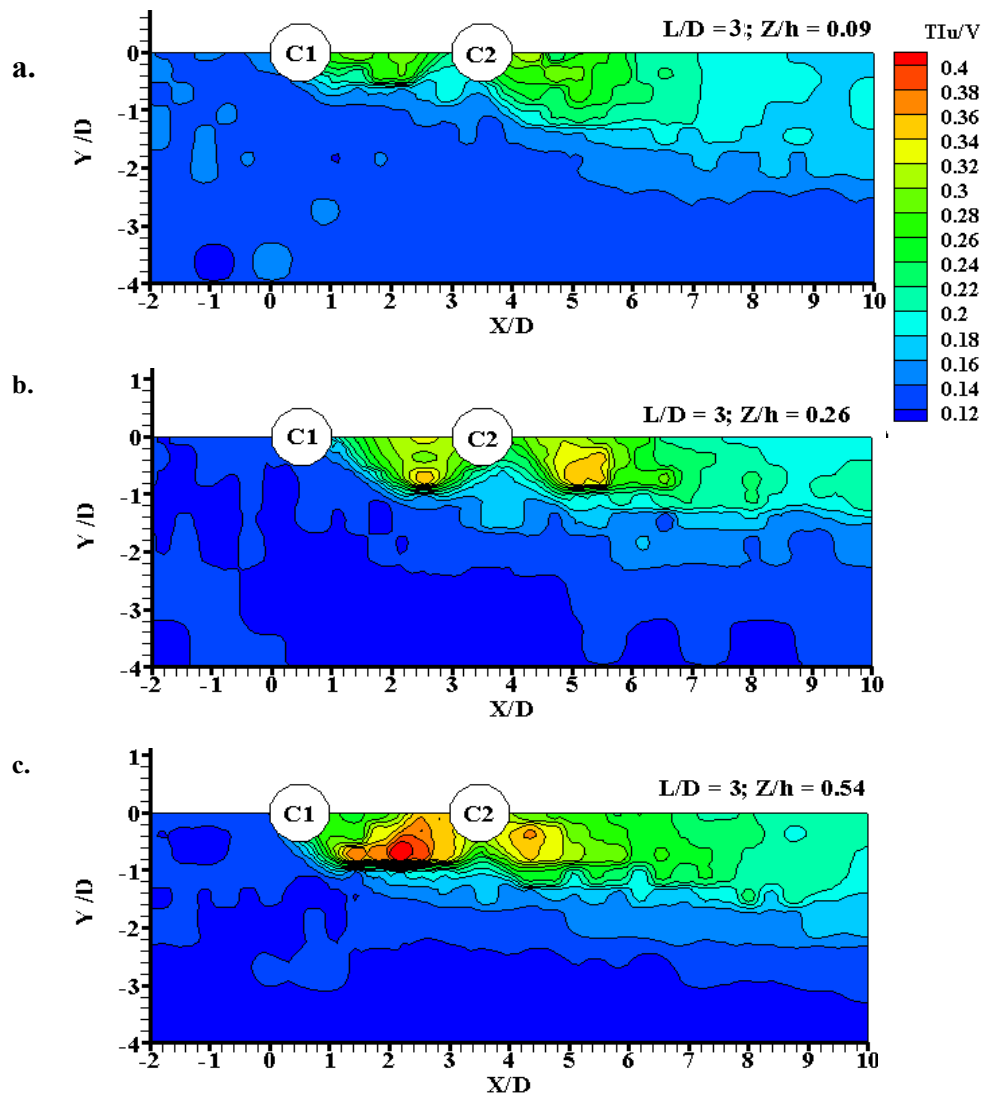 a.
L/D = 3; Z/h = 0.09
TIu/V
C1
C2
0
-1
-2
-3
-4
Y/D
-2 -1 0 1 2 3 4 5 6 7 8 9 10
X/D
0.4
0.38
0.36
0.34
0.32
0.3
0.28
0.26
0.24
0.22
0.2
0.18
0.16
0.14
0.12
b.
L/D = 3; Z/h = 0.26
C1
C2
1
0
-1
-2
-3
-4
Y/D
-2 -1 0 1 2 3 4 5 6 7 8 9 10
X/D
c.
L/D = 3; Z/h = 0.54
C1
C2
1
0
-1
-2
-3
-4
Y/D
-2 -1 0 1 2 3 4 5 6 7 8 9 10
X/D